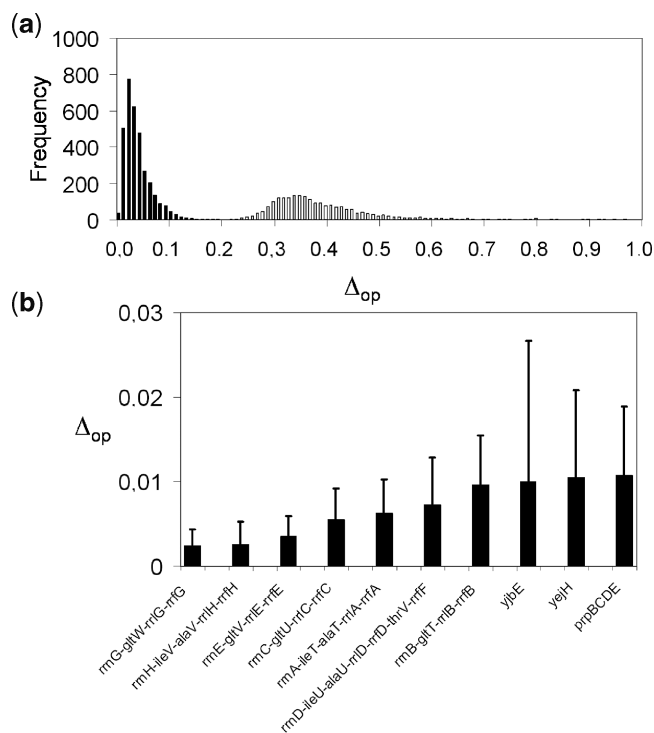 (a)
1000
800
600
400
200
0
Frequency
0,0 0.1 0.2 0.3 0.4 0.5 0.6 0.7 0.8 0.9 1.0
Δop
(b)
0,03
0.02
0,01
0
Δop
rrnG-gltW-rrlG-rrfG
rrnH-ileV-alaV-rrlH-rrfH
rrnE-gltV-rrlE-rrfE
rrnC-gltU-rrlC-rrfC
rrnA-ileT-alaT-rrlA-rrfA
rrnD-ileU-alaU-rrlD-rrfD-thrV-rrfF
rrnB-gltT-rrlB-rrfB
yjbE
yejH
prpBCDE